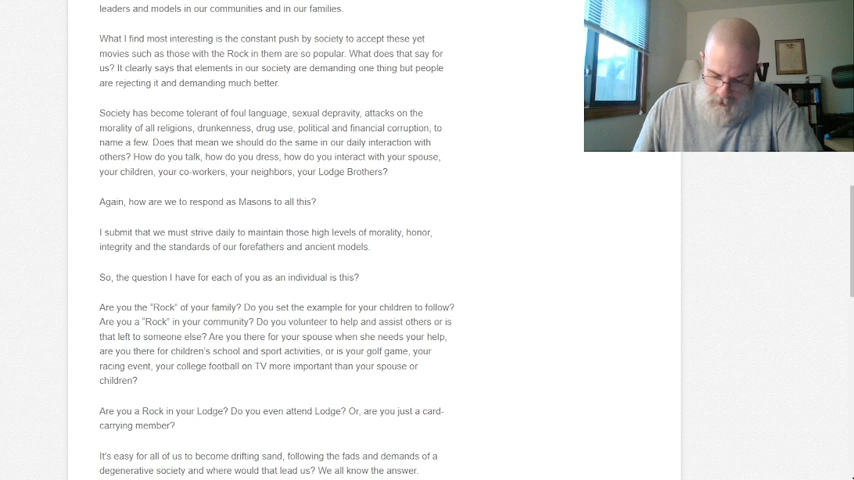 leaders and models in our communities and in our families.
What I find most interesting is the constant push by society to accept these yet
movies such as those with the Rock in them are so popular. What does that say for
us? It clearly says that elements in our society are demanding one thing but people
are rejecting it and demanding much better.
Society has become tolerant of foul language, sexual depravity, attacks on the
morality of all religions, drunkenness, drug use, political and financial corruption, to
name a few. Does that mean we should do the same in our daily interaction with
others? How do you talk, how do you dress, how do you interact with your spouse,
your children, your co-workers, your neighbors, your Lodge Brothers?
Again, how are we to respond as Masons to all this?
I submit that we must strive daily to maintain those high levels of morality, honor,
integrity and the standards of our forefathers and ancient models.
So, the question I have for each of you as an individual is this?
Are you the "Rock" of your family? Do you set the example for your children to follow?
Are you a "Rock" in your community? Do you volunteer to help and assist others or is
that left to someone else? Are you there for your spouse when she needs your help,
are you there for children's school and sport activities, or is your golf game, your
racing event, your college football on TV more important than your spouse or
children?
Are you a Rock in your Lodge? Do you even attend Lodge? Or, are you just a card-
carrying member?
It's easy for all of us to become drifting sand, following the fads and demands of a
degenerative society and where would that lead us? We all know the answer.